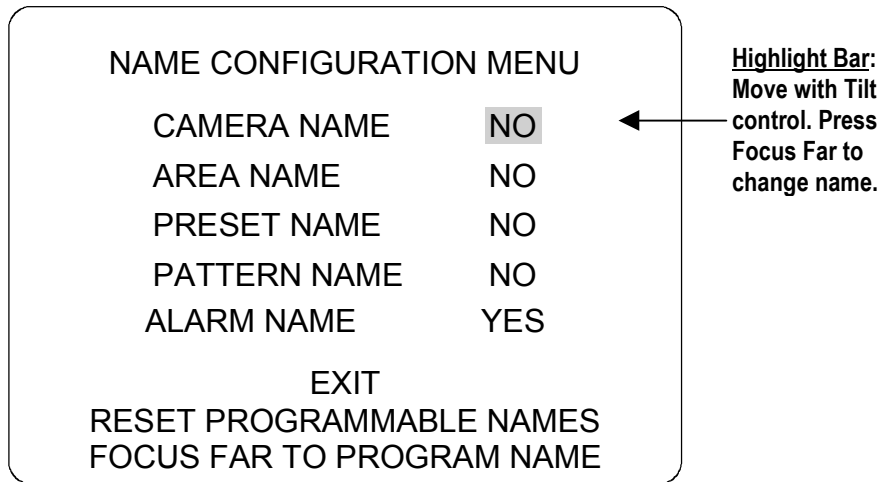 NAME CONFIGURATION MENU
CAMERA NAME NO
AREA NAME NO
PRESET NAME NO
PATTERN NAME NO
ALARM NAME YES
EXIT
RESET PROGRAMMABLE NAMES
FOCUS FAR TO PROGRAM NAME
Highlight Bar:
Move with Tilt
control. Press
Focus Far to
change name.